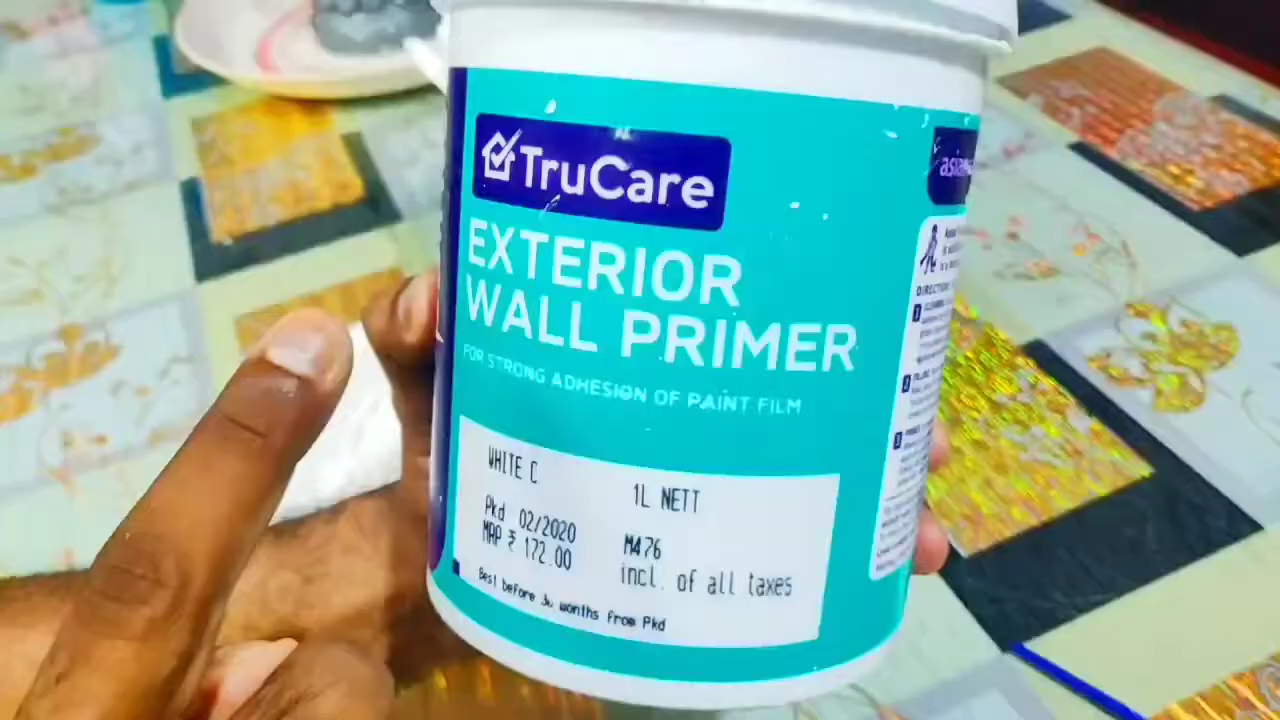 TruCare
EXTERIOR
WALL PRIMER
FOR STRONG ADHESION OF PAINT FILM
WHITE C
1L NETT
Pkd 02/2020
M476
MRP ₹ 172.00
incl. of all taxes
Best before months from Pkd
asian